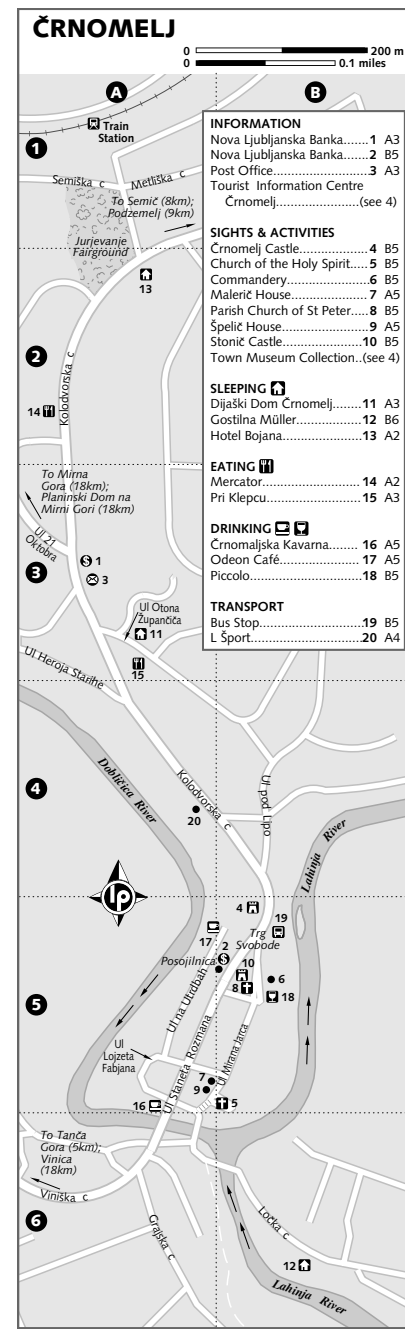 ČRNOMELJ
0 200 m
0 0.1 miles
A B
1
Train
Station
Semiška c
Metliška c
To Semič (8km);
Podzemelj (9km)
Jurjevanje
Fairground
13
INFORMATION
Nova Ljubljanska Banka.......1 A3
Nova Ljubljanska Banka.......2 B5
Post Office.......................3 A3
Tourist Information Centre
Črnomelj.......................(see 4)
SIGHTS & ACTIVITIES
Črnomelj Castle..................4 B5
Church of the Holy Spirit.....5 B5
Commandery.....................6 B5
Malerič House....................7 A5
Parish Church of St Peter.....8 B5
Špelič House......................9 A5
Stonič Castle....................10 B5
Town Museum Collection..(see 4)
SLEEPING
Dijaški Dom Črnomelj........11 A3
Gostilna Müller.................12 B6
Hotel Bojana....................13 A2
EATING
Mercator.........................14 A2
Pri Klepcu........................15 A3
DRINKING
Črnomaljska Kavarna........ 16 A5
Odeon Café.....................17 A5
Piccolo............................18 B5
TRANSPORT
Bus Stop..........................19 B5
L Šport............................20 A4
2
14
Kolodvorska c
To Mirna
Gora (18km);
Planinski Dom na
Mirni Gori (18km)
Ul 21
Oktobra
3
1
3
Ul Otona
Župančiča
11
15
Ul Heroja Starihe
4
Dobličica River
Kolodvorska c
20
Ul pod Lipo
Lahinja River
lp
4
19
Trg
Svobode
17
2
Posojilnica
10
6
8
18
5
Ul na Utrdbah
Ul Staneta Rozmana
Ul Mirana Jarca
Ul
Lojzeta
Fabjana
7
9
5
16
To Tanča
Gora (5km);
Vinica
(18km)
Viniška c
6
Grajska c
Ločka c
12
Lahinja River